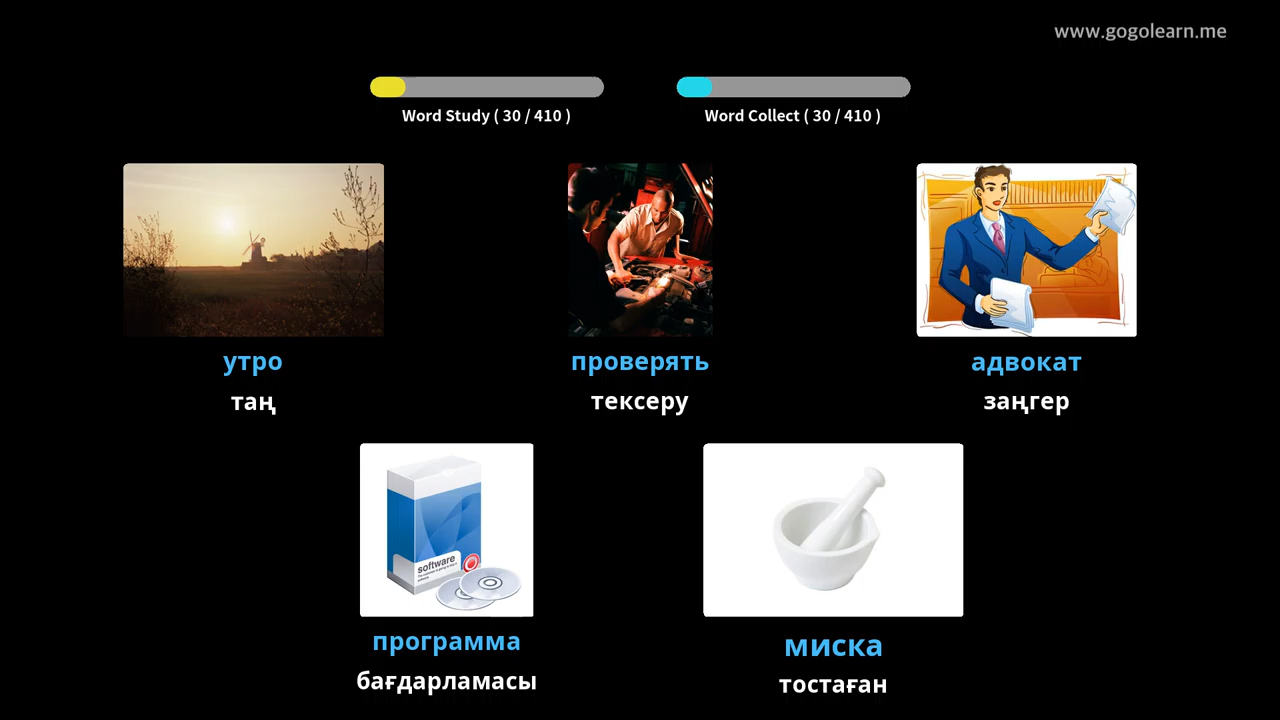 www.gogolearn.me
Word Study ( 30 / 410 )
Word Collect ( 30 / 410 )
утро
проверять
адвокат
таң
тексеру
заңгер
software
программа
миска
бағдарламасы
тостаған